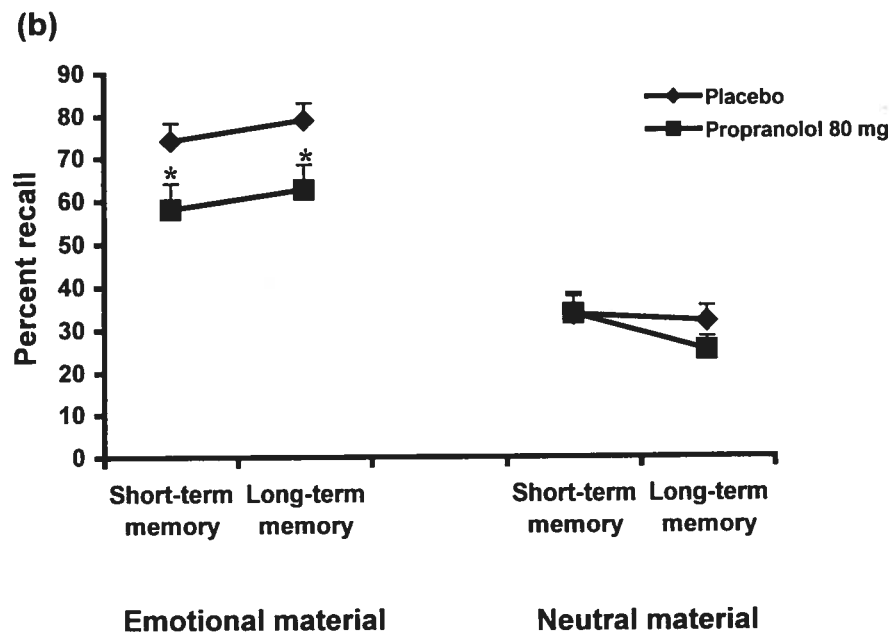 (b)
90
80
70
60
50
40
30
20
10
0
Percent recall
Placebo
Propranolol 80 mg
*
*
Short-term
memory
Long-term
memory
Short-term
memory
Long-term
memory
Emotional material
Neutral material